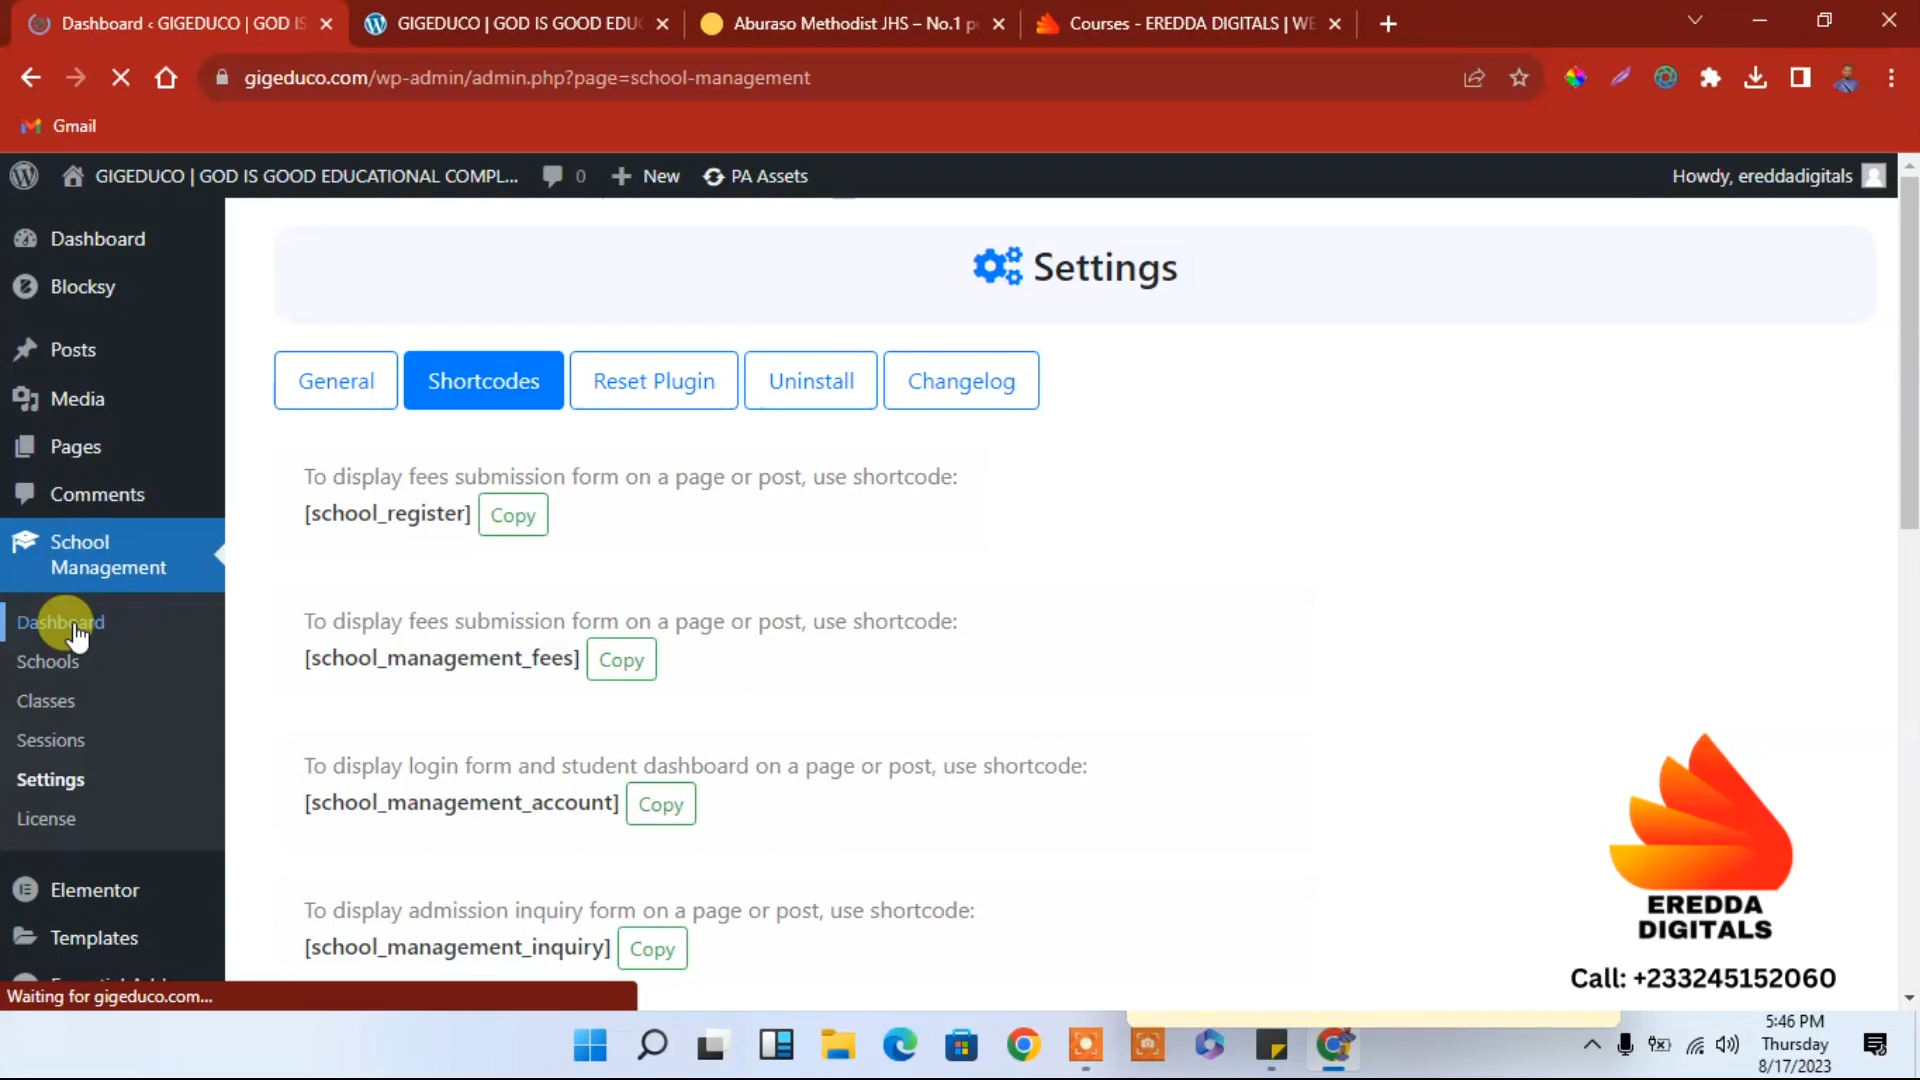 Dashboard ‹ GIGEDUCO | GOD IS
GIGEDUCO | GOD IS GOOD EDU
Aburaso Methodist JHS – No.1 p
Courses - EREDDA DIGITALS | WE
gigeduco.com/wp-admin/admin.php?page=school-management
Gmail
GIGEDUCO | GOD IS GOOD EDUCATIONAL COMPL...
0
New
PA Assets
Howdy, ereddadigitals
Dashboard
Blocksy
Posts
Media
Pages
Comments
School
Management
Dashboard
Schools
Classes
Sessions
Settings
License
Elementor
Templates
Settings
General
Shortcodes
Reset Plugin
Uninstall
Changelog
To display fees submission form on a page or post, use shortcode:
[school_register] Copy
To display fees submission form on a page or post, use shortcode:
[school_management_fees] Copy
To display login form and student dashboard on a page or post, use shortcode:
[school_management_account] Copy
To display admission inquiry form on a page or post, use shortcode:
[school_management_inquiry] Copy
EREDDA
DIGITALS
Call: +233245152060
Waiting for gigeduco.com...
5:46 PM
Thursday
8/17/2023